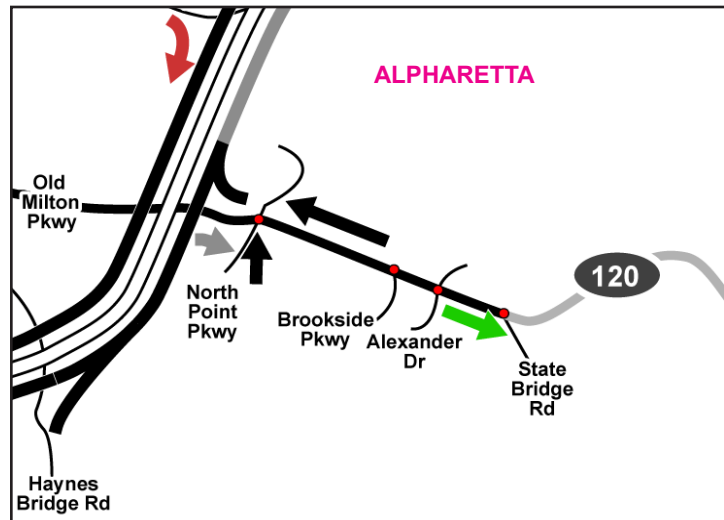 ALPHARETTA
Old
Milton
Pkwy
120
North
Point
Pkwy
Brookside
Pkwy
Alexander
Dr
State
Bridge
Rd
Haynes
Bridge Rd